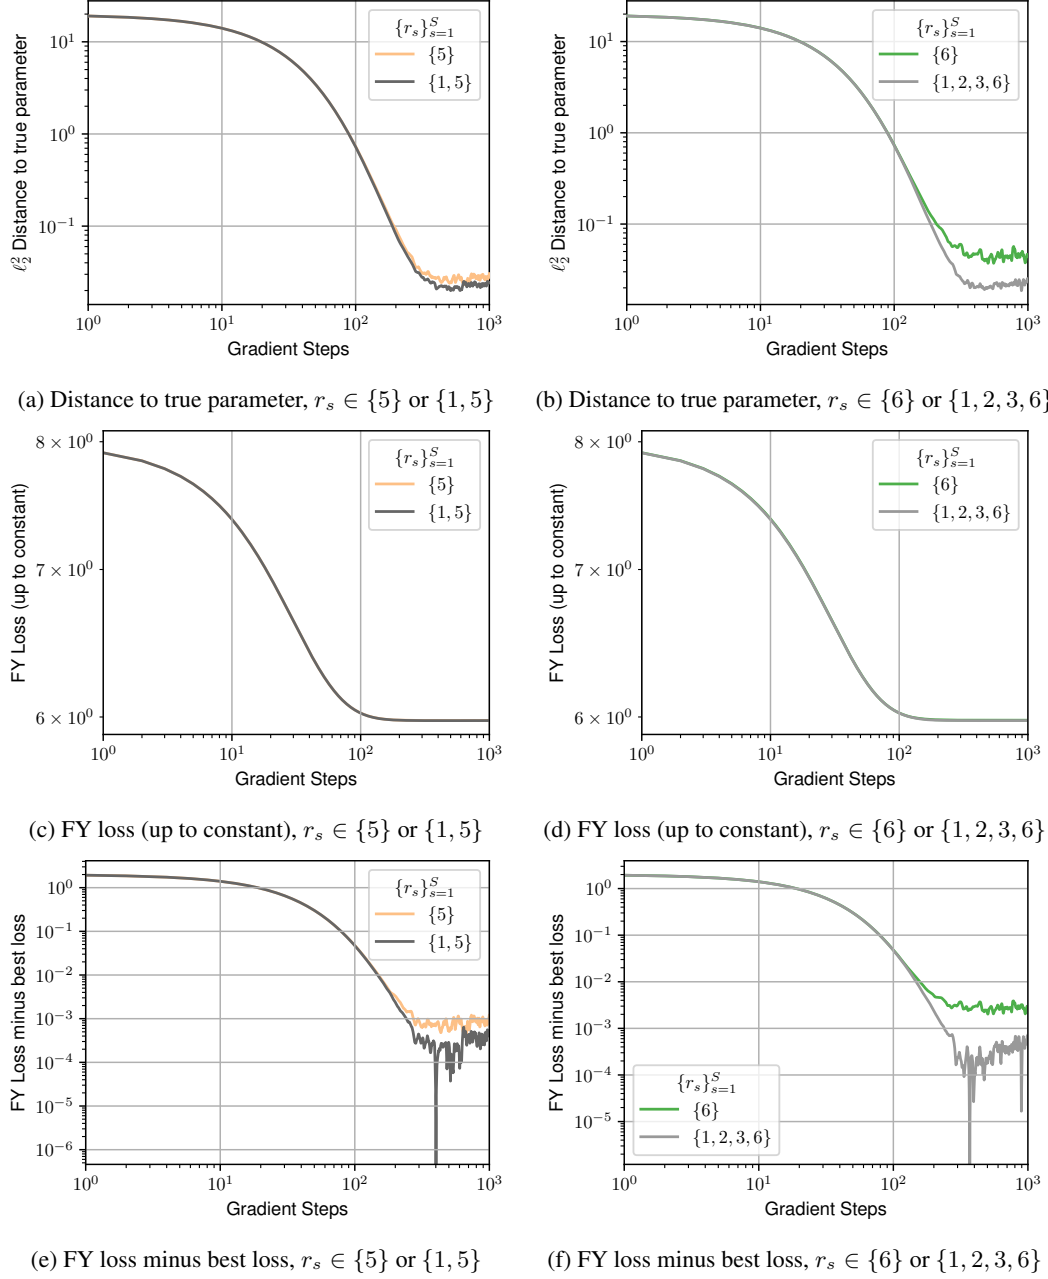 10^1
10^0
10^{-1}
ℓ_2^2 Distance to true parameter
{r_s}_{s=1}^S
{5}
{1, 5}
10^0 10^1 10^2 10^3
Gradient Steps
10^1
10^0
10^{-1}
ℓ_2^2 Distance to true parameter
{r_s}_{s=1}^S
{6}
{1, 2, 3, 6}
10^0 10^1 10^2 10^3
Gradient Steps
(a) Distance to true parameter, r_s ∈ {5} or {1, 5}
(b) Distance to true parameter, r_s ∈ {6} or {1, 2, 3, 6}
8 × 10^0
7 × 10^0
6 × 10^0
FY Loss (up to constant)
{r_s}_{s=1}^S
{5}
{1, 5}
10^0 10^1 10^2 10^3
Gradient Steps
8 × 10^0
7 × 10^0
6 × 10^0
FY Loss (up to constant)
{r_s}_{s=1}^S
{6}
{1, 2, 3, 6}
10^0 10^1 10^2 10^3
Gradient Steps
(c) FY loss (up to constant), r_s ∈ {5} or {1, 5}
(d) FY loss (up to constant), r_s ∈ {6} or {1, 2, 3, 6}
10^0
10^{-1}
10^{-2}
10^{-3}
10^{-4}
10^{-5}
10^{-6}
FY Loss minus best loss
{r_s}_{s=1}^S
{5}
{1, 5}
10^0 10^1 10^2 10^3
Gradient Steps
10^0
10^{-1}
10^{-2}
10^{-3}
10^{-4}
10^{-5}
FY Loss minus best loss
{r_s}_{s=1}^S
{6}
{1, 2, 3, 6}
10^0 10^1 10^2 10^3
Gradient Steps
(e) FY loss minus best loss, r_s ∈ {5} or {1, 5}
(f) FY loss minus best loss, r_s ∈ {6} or {1, 2, 3, 6}